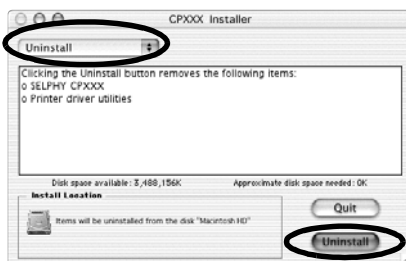 CPXXX Installer
Uninstall
Clicking the Uninstall button removes the following items:
o SELPHY CPXXX
o Printer driver utilities
Disk space available: 3,488,156K Approximate disk space needed: 0K
Install Location
Items will be uninstalled from the disk "Macintosh HD"
Quit
Uninstall